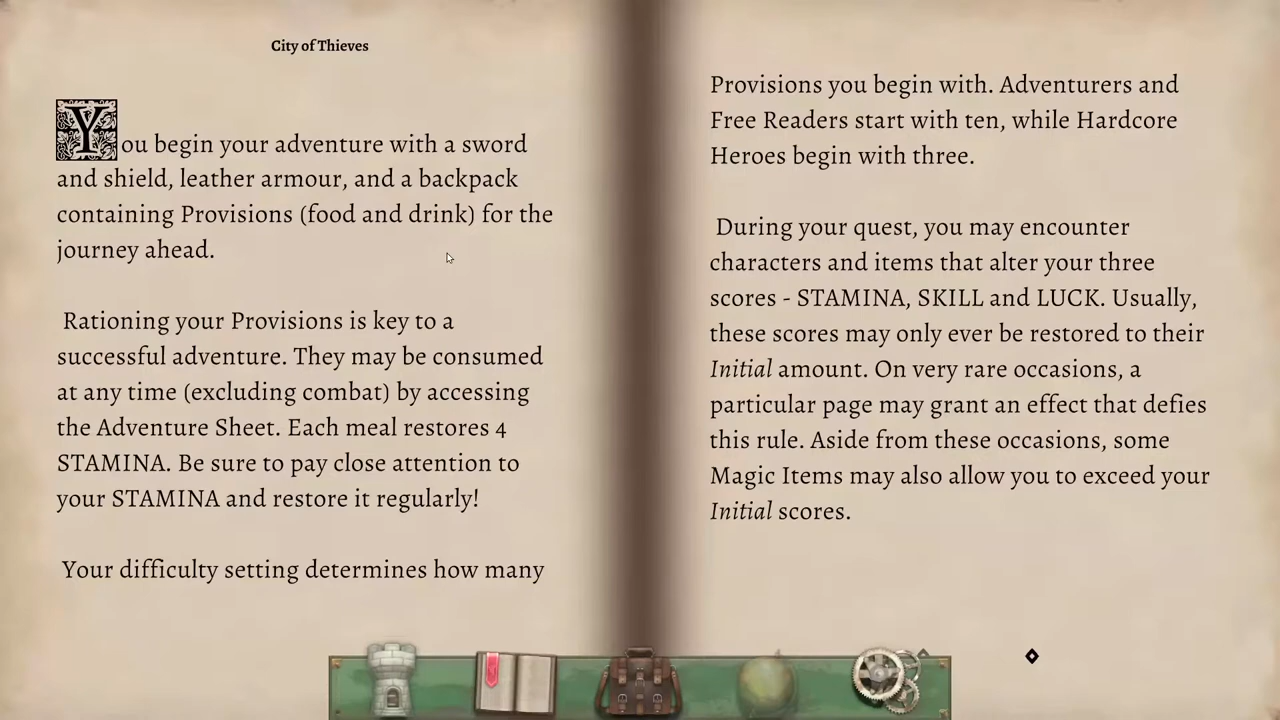 City of Thieves
You begin your adventure with a sword
and shield, leather armour, and a backpack
containing Provisions (food and drink) for the
journey ahead.
Rationing your Provisions is key to a
successful adventure. They may be consumed
at any time (excluding combat) by accessing
the Adventure Sheet. Each meal restores 4
STAMINA. Be sure to pay close attention to
your STAMINA and restore it regularly!
Your difficulty setting determines how many
Provisions you begin with. Adventurers and
Free Readers start with ten, while Hardcore
Heroes begin with three.
During your quest, you may encounter
characters and items that alter your three
scores - STAMINA, SKILL and LUCK. Usually,
these scores may only ever be restored to their
Initial amount. On very rare occasions, a
particular page may grant an effect that defies
this rule. Aside from these occasions, some
Magic Items may also allow you to exceed your
Initial scores.